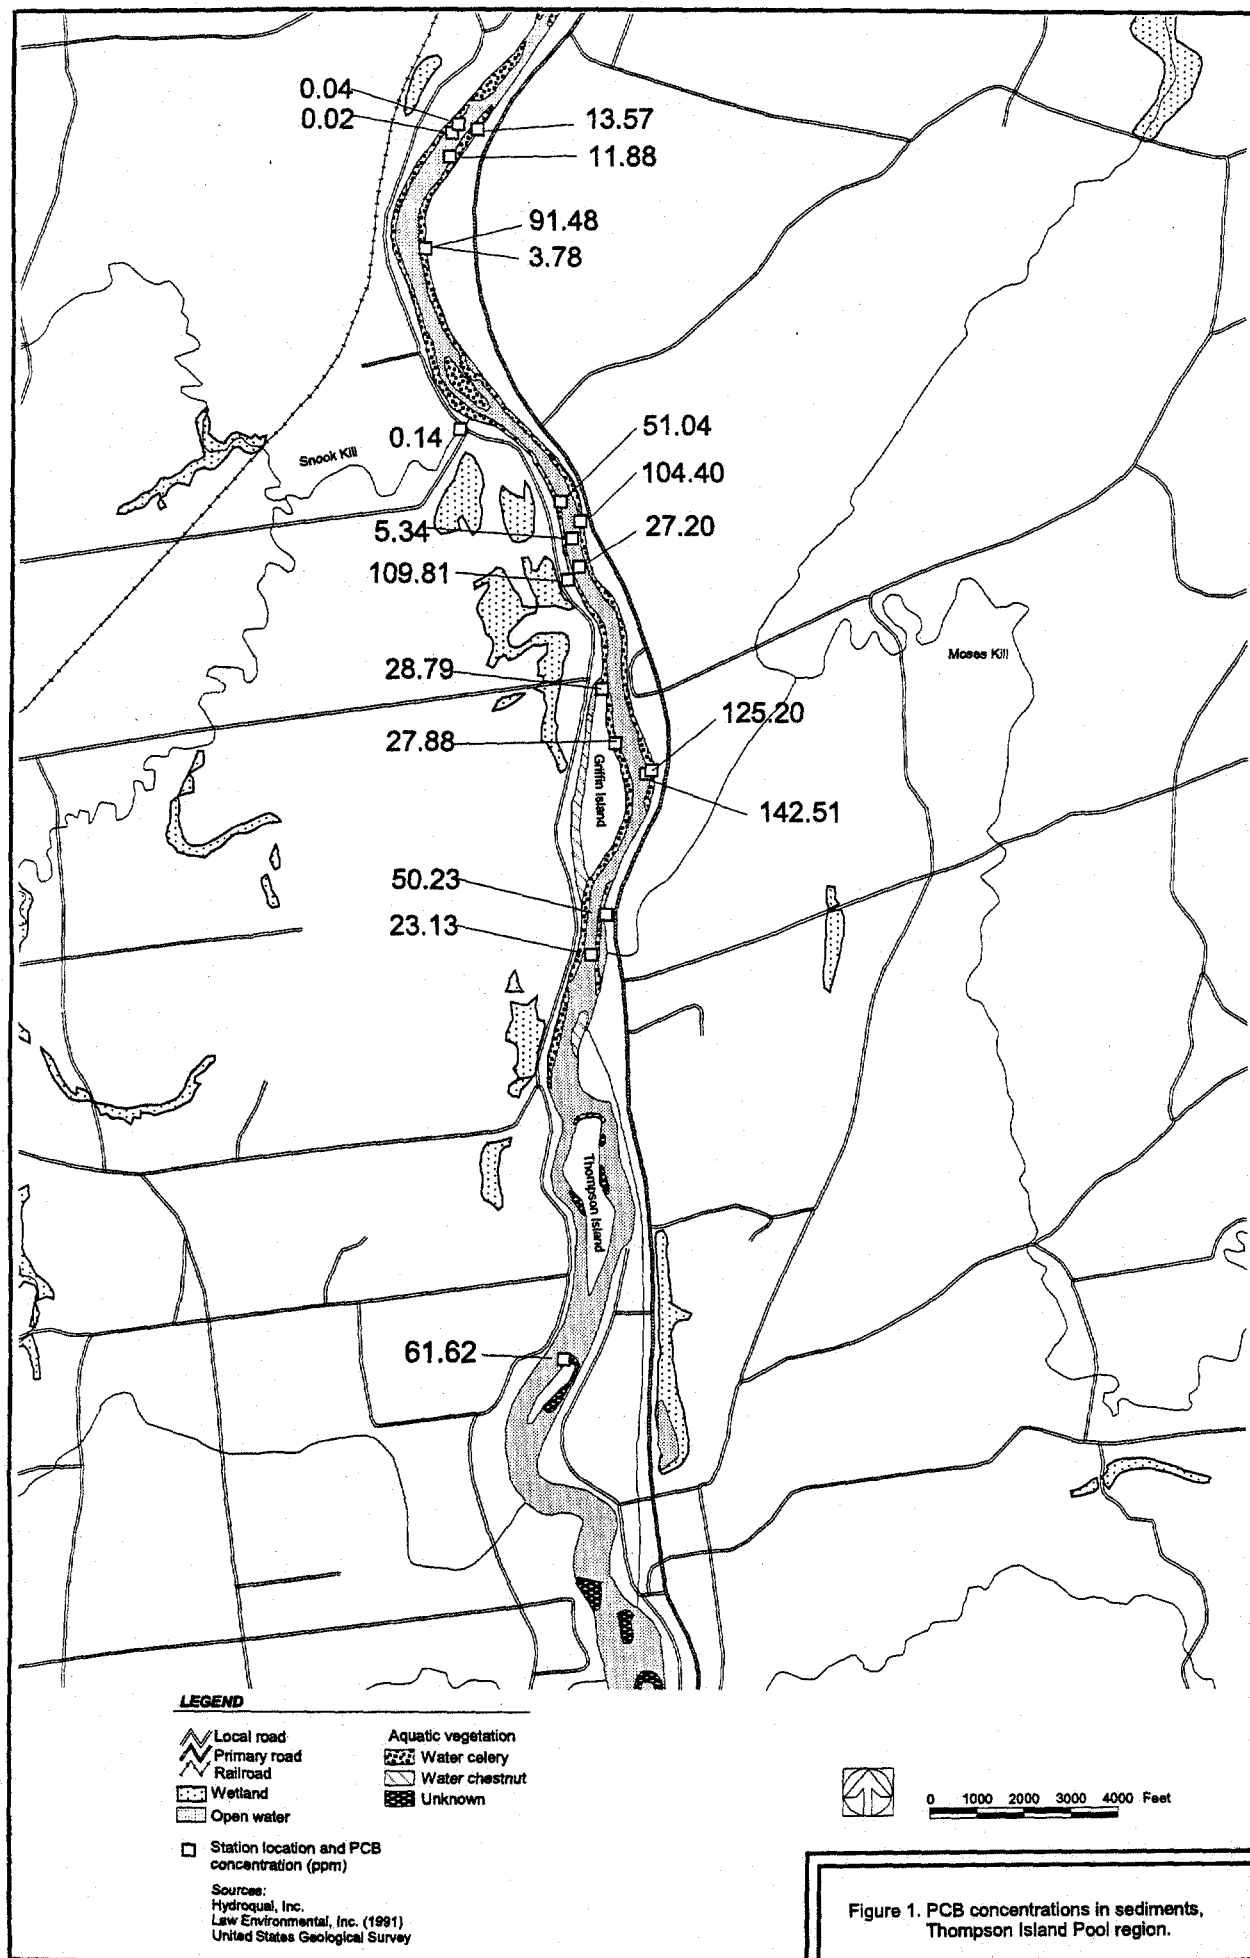 0.04
0.02
13.57
11.88
91.48
3.78
0.14
Snook Kill
51.04
104.40
5.34
27.20
109.81
Moses Kill
28.79
125.20
27.88
Griffin Island
142.51
50.23
23.13
Thompson Island
61.62
LEGEND
Local road
Primary road
Railroad
Wetland
Open water
Aquatic vegetation
Water celery
Water chestnut
Unknown
Station location and PCB
concentration (ppm)
Sources:
Hydroqual, Inc.
Law Environmental, Inc. (1991)
United States Geological Survey
0 1000 2000 3000 4000 Feet
Figure 1. PCB concentrations in sediments,
Thompson Island Pool region.